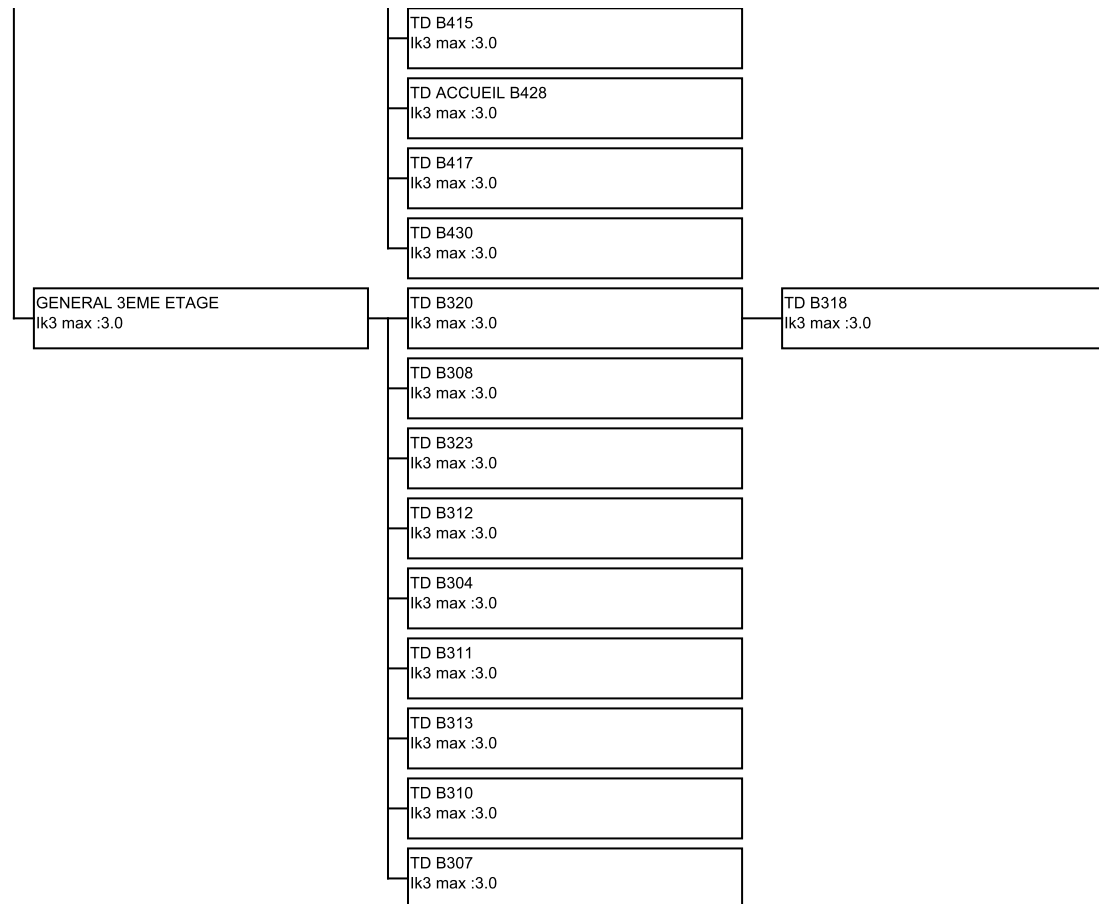 TD B415
Ik3 max :3.0
TD ACCUEIL B428
Ik3 max :3.0
TD B417
Ik3 max :3.0
TD B430
Ik3 max :3.0
GENERAL 3EME ETAGE
Ik3 max :3.0
TD B320
Ik3 max :3.0
TD B318
Ik3 max :3.0
TD B308
Ik3 max :3.0
TD B323
Ik3 max :3.0
TD B312
Ik3 max :3.0
TD B304
Ik3 max :3.0
TD B311
Ik3 max :3.0
TD B313
Ik3 max :3.0
TD B310
Ik3 max :3.0
TD B307
Ik3 max :3.0